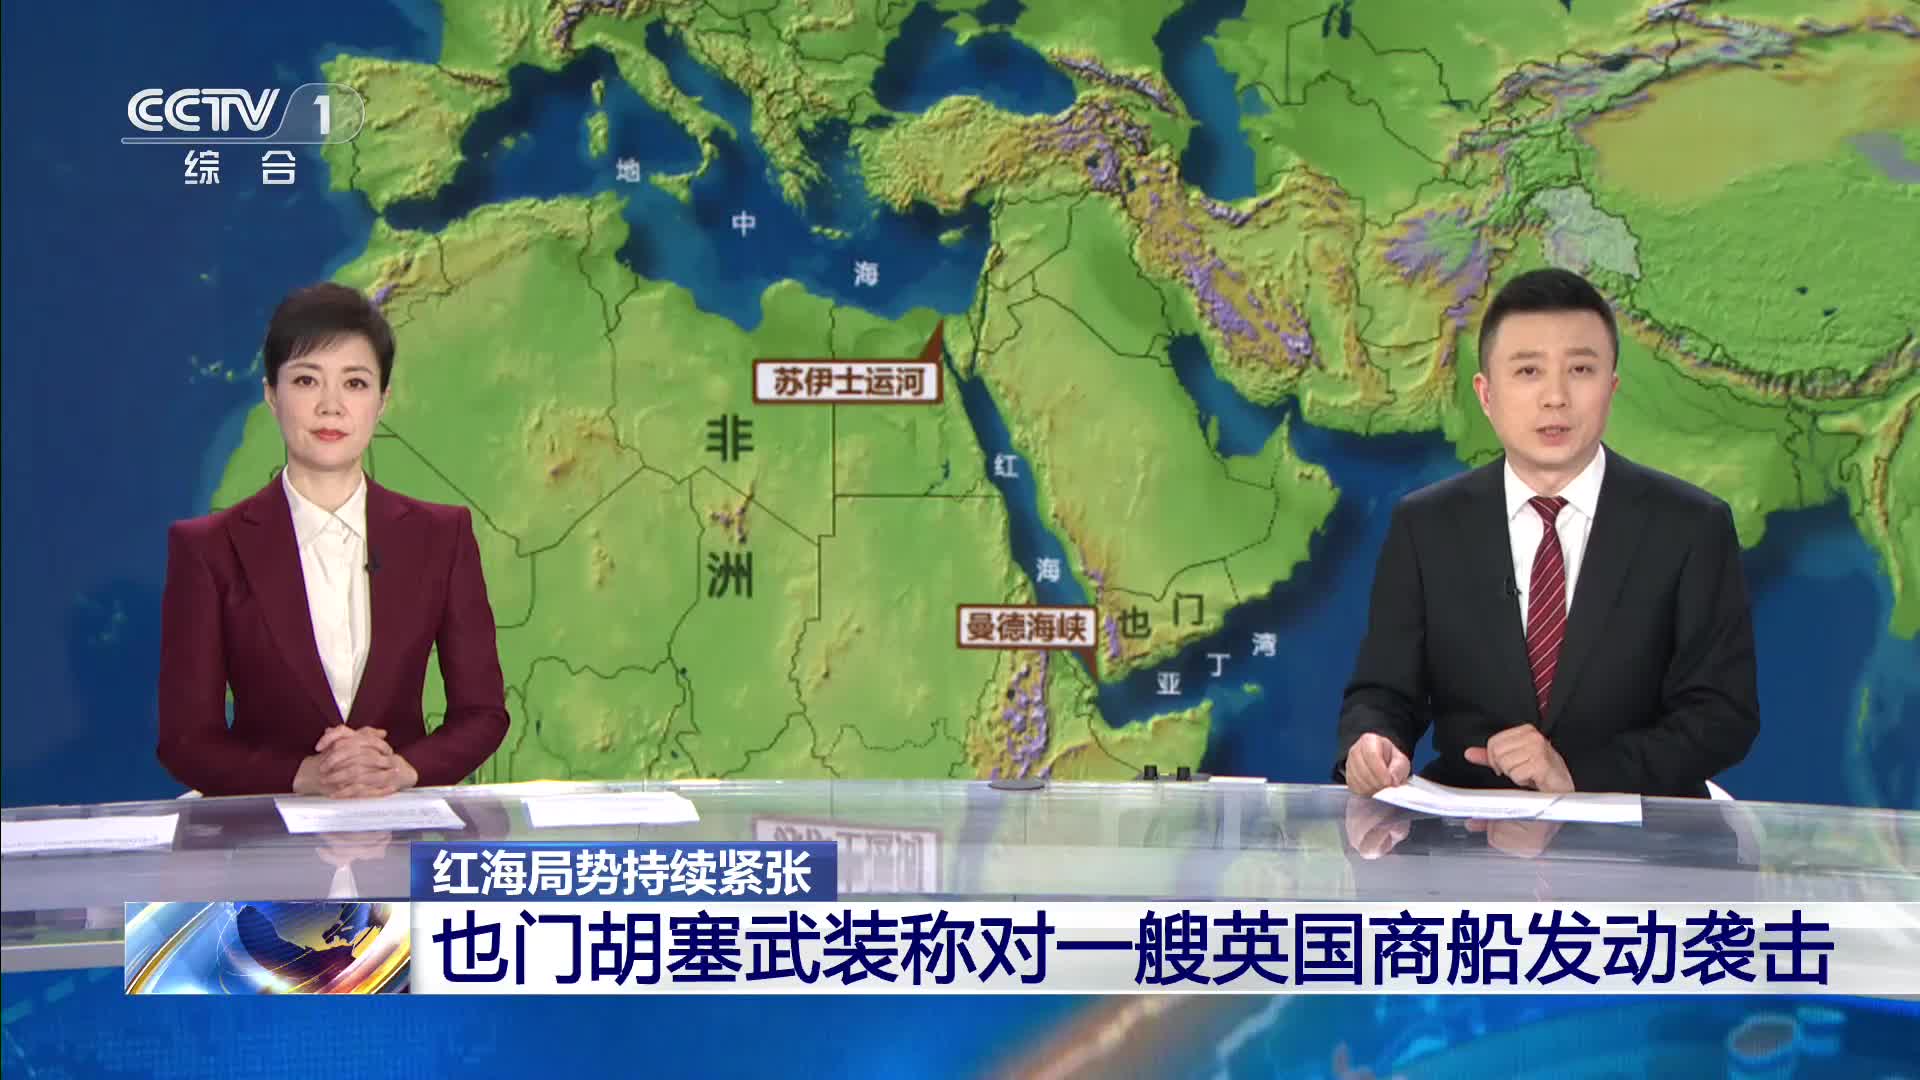 CCTV 1
综 合
地
中
海
苏伊士运河
非
洲
红
海
曼德海峡
也 门
亚 丁 湾
红海局势持续紧张
也门胡塞武装称对一艘英国商船发动袭击